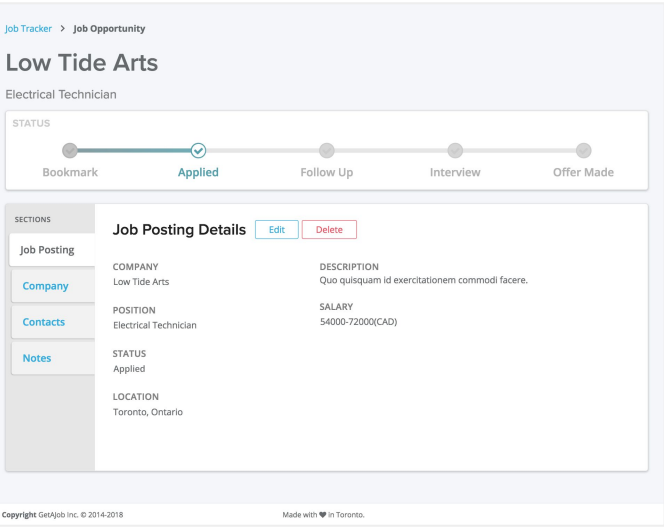 Job Tracker > Job Opportunity
Low Tide Arts
Electrical Technician
STATUS
Bookmark Applied Follow Up Interview Offer Made
SECTIONS
Job Posting
Company
Contacts
Notes
Job Posting Details Edit Delete
COMPANY
Low Tide Arts
POSITION
Electrical Technician
STATUS
Applied
LOCATION
Toronto, Ontario
DESCRIPTION
Quo quisquam id exercitationem commodi facere.
SALARY
54000-72000(CAD)
Copyright GetAJob Inc. © 2014-2018 Made with ♥ in Toronto.